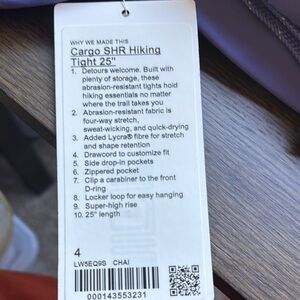 WHY WE MADE THIS
Cargo SHR Hiking
Tight 25"
1. Detours welcome. Built with
plenty of storage, these
abrasion-resistant tights hold
hiking essentials no matter
where the trail takes you
2. Abrasion-resistant fabric is
four-way stretch,
sweat-wicking, and quick-drying
3. Added Lycra® fibre for stretch
and shape retention
4. Drawcord to customize fit
5. Side drop-in pockets
6. Zippered pocket
7. Clip a carabiner to the front
D-ring
8. Locker loop for easy hanging
9. Super-high rise
10. 25" length
4
LW5EQ9S CHAI
000143553231